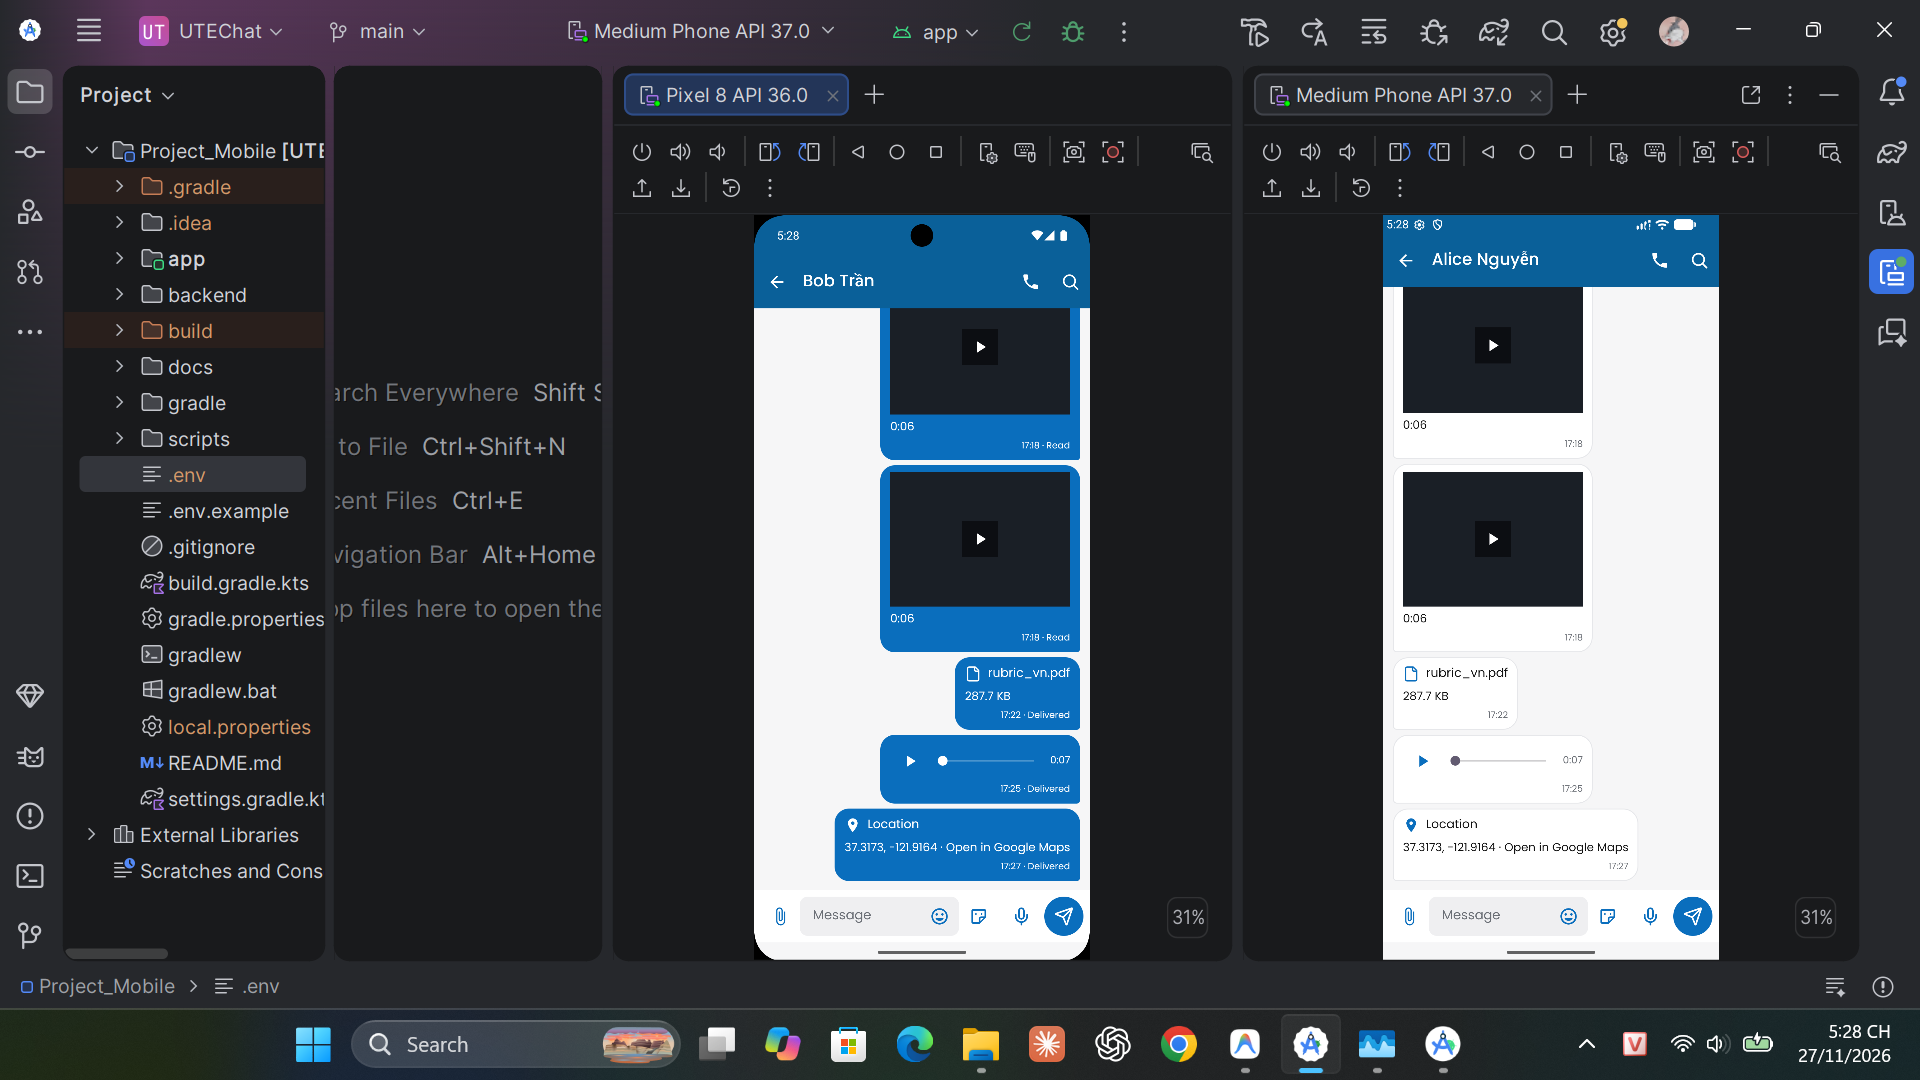 UT UTEChat
main
Medium Phone API 37.0
app
Project
Project_Mobile [UTE
.gradle
.idea
app
backend
build
docs
gradle
scripts
.env
.env.example
.gitignore
build.gradle.kts
gradle.properties
gradlew
gradlew.bat
local.properties
M↓ README.md
settings.gradle.kt
External Libraries
Scratches and Cons
arch Everywhere Shift S
to File Ctrl+Shift+N
cent Files Ctrl+E
vigation Bar Alt+Home
op files here to open the
Pixel 8 API 36.0
5:28
Bob Trần
0:06
17:18 · Read
0:06
17:18 · Read
rubric_vn.pdf
287.7 KB
17:22 · Delivered
0:07
17:25 · Delivered
Location
37.3173, -121.9164 · Open in Google Maps
17:27 · Delivered
Message
31%
Medium Phone API 37.0
5:28
Alice Nguyễn
0:06
17:18
0:06
17:18
rubric_vn.pdf
287.7 KB
17:22
0:07
17:25
Location
37.3173, -121.9164 · Open in Google Maps
17:27
Message
31%
Project_Mobile > .env
Search
V
5:28 CH
27/11/2026